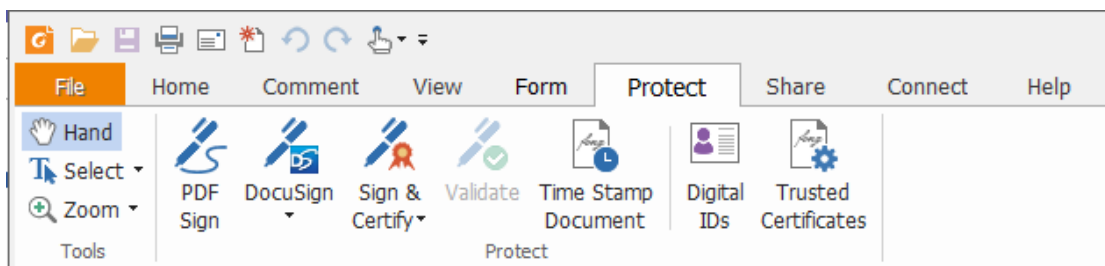 File Home Comment View Form Protect Share Connect Help
Hand
Select
Zoom
Tools
PDF
Sign
DocuSign
Sign &
Certify
Validate
Time Stamp
Document
Digital
IDs
Trusted
Certificates
Protect